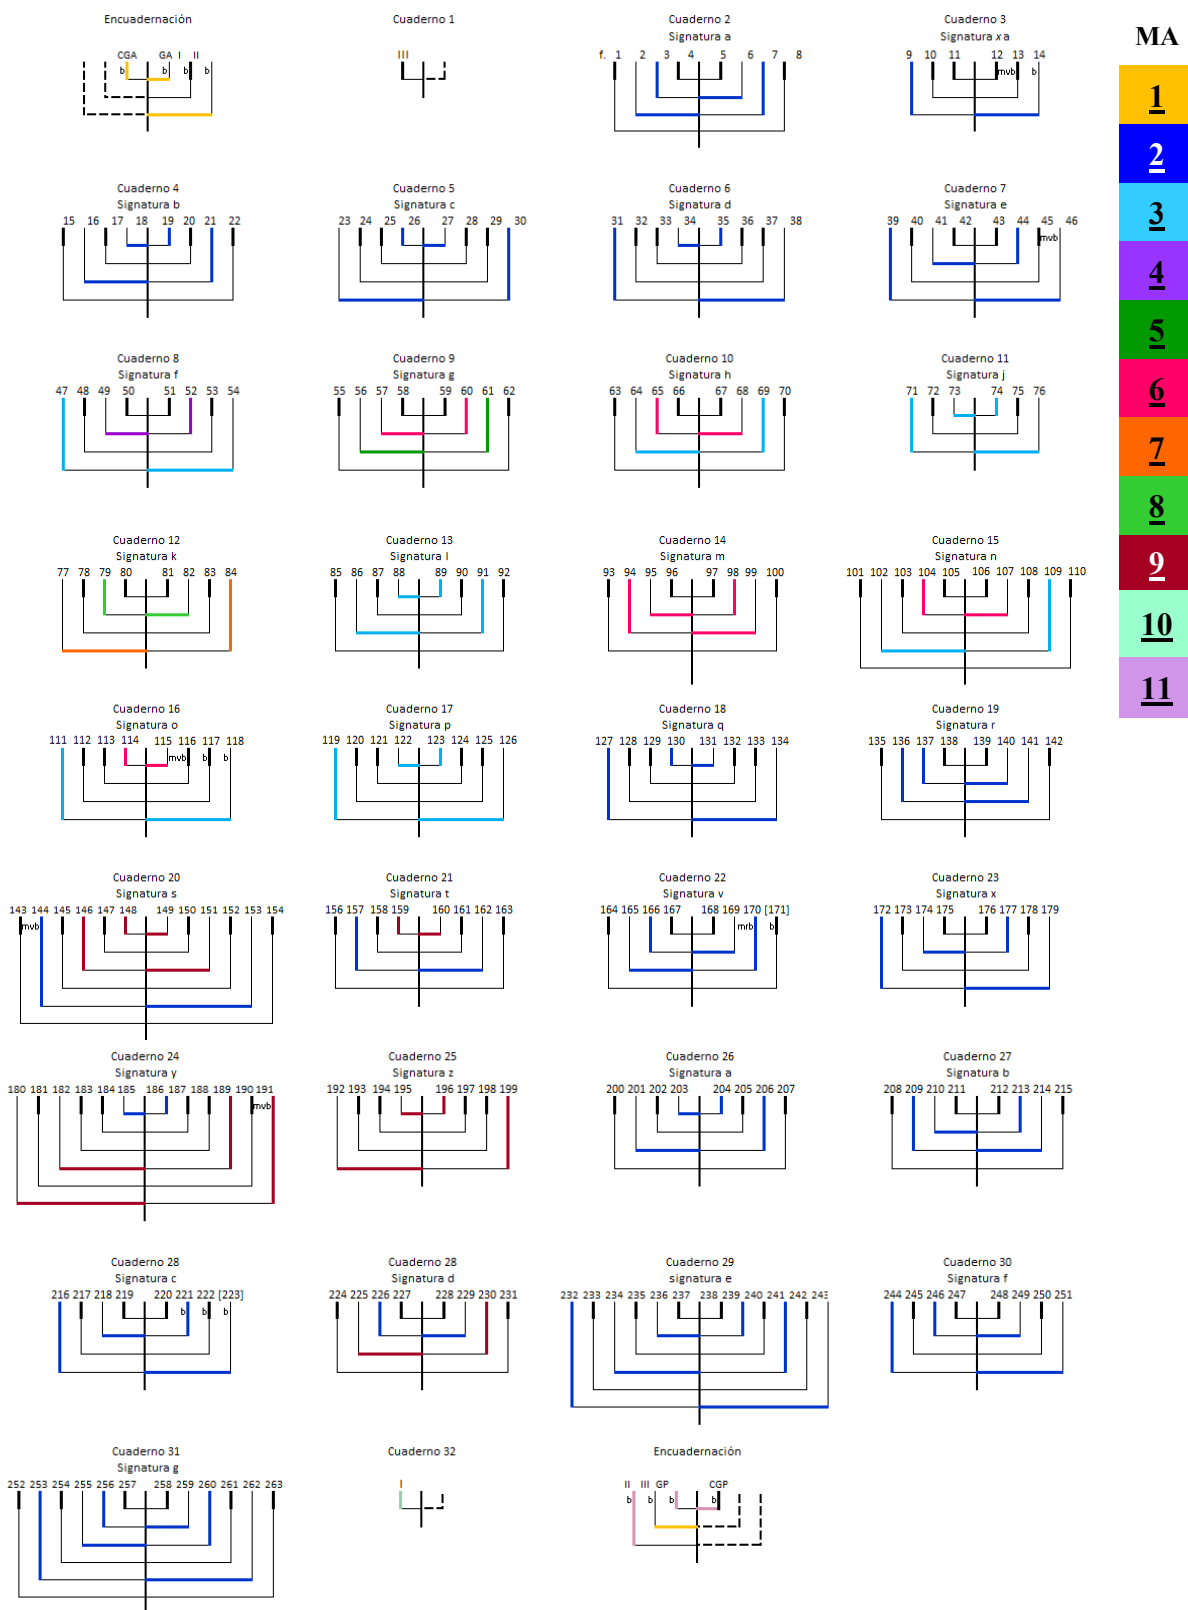 Encuadernación
CGA GA I II
b b b b
Cuaderno 1
III
Cuaderno 2
Signatura a
f. 1 2 3 4 5 6 7 8
Cuaderno 3
Signatura x a
9 10 11 12 13 14
mvb b
MA
1
2
3
4
5
6
7
8
9
10
11
Cuaderno 4
Signatura b
15 16 17 18 19 20 21 22
Cuaderno 5
Signatura c
23 24 25 26 27 28 29 30
Cuaderno 6
Signatura d
31 32 33 34 35 36 37 38
Cuaderno 7
Signatura e
39 40 41 42 43 44 45 46
mvb
Cuaderno 8
Signatura f
47 48 49 50 51 52 53 54
Cuaderno 9
Signatura g
55 56 57 58 59 60 61 62
Cuaderno 10
Signatura h
63 64 65 66 67 68 69 70
Cuaderno 11
Signatura j
71 72 73 74 75 76
Cuaderno 12
Signatura k
77 78 79 80 81 82 83 84
Cuaderno 13
Signatura l
85 86 87 88 89 90 91 92
Cuaderno 14
Signatura m
93 94 95 96 97 98 99 100
Cuaderno 15
Signatura n
101 102 103 104 105 106 107 108 109 110
Cuaderno 16
Signatura o
111 112 113 114 115 116 117 118
mvb b b
Cuaderno 17
Signatura p
119 120 121 122 123 124 125 126
Cuaderno 18
Signatura q
127 128 129 130 131 132 133 134
Cuaderno 19
Signatura r
135 136 137 138 139 140 141 142
Cuaderno 20
Signatura s
143 144 145 146 147 148 149 150 151 152 153 154
mvb
Cuaderno 21
Signatura t
156 157 158 159 160 161 162 163
Cuaderno 22
Signatura v
164 165 166 167 168 169 170 [171]
mrb b
Cuaderno 23
Signatura x
172 173 174 175 176 177 178 179
Cuaderno 24
Signatura y
180 181 182 183 184 185 186 187 188 189 190 191
mvb
Cuaderno 25
Signatura z
192 193 194 195 196 197 198 199
Cuaderno 26
Signatura a
200 201 202 203 204 205 206 207
Cuaderno 27
Signatura b
208 209 210 211 212 213 214 215
Cuaderno 28
Signatura c
216 217 218 219 220 221 222 [223]
b b b
Cuaderno 28
Signatura d
224 225 226 227 228 229 230 231
Cuaderno 29
signatura e
232 233 234 235 236 237 238 239 240 241 242 243
Cuaderno 30
Signatura f
244 245 246 247 248 249 250 251
Cuaderno 31
Signatura g
252 253 254 255 256 257 258 259 260 261 262 263
Cuaderno 32
I
Encuadernación
II III GP CGP
b b b b